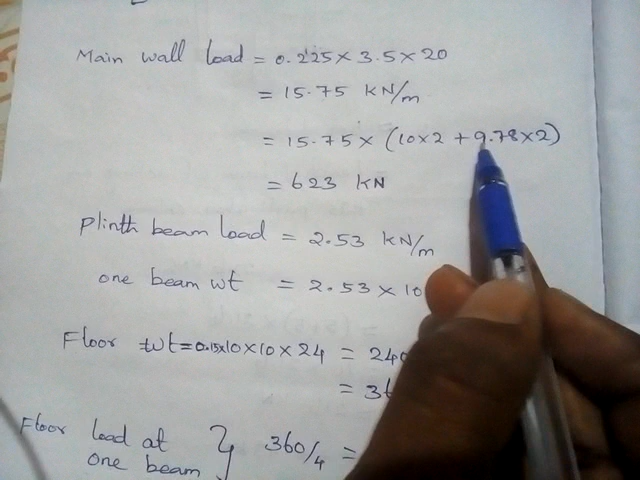 Main wall load = 0.225 × 3.5 × 20
= 15.75 KN/m
= 15.75 × (10×2 + 9.78×2)
= 623 KN
Plinth beam load = 2.53 KN/m
one beam wt = 2.53 × 10
Floor wt = 0.15×10×10×24 = 240
= 36
Floor load at one beam } 360/4 =